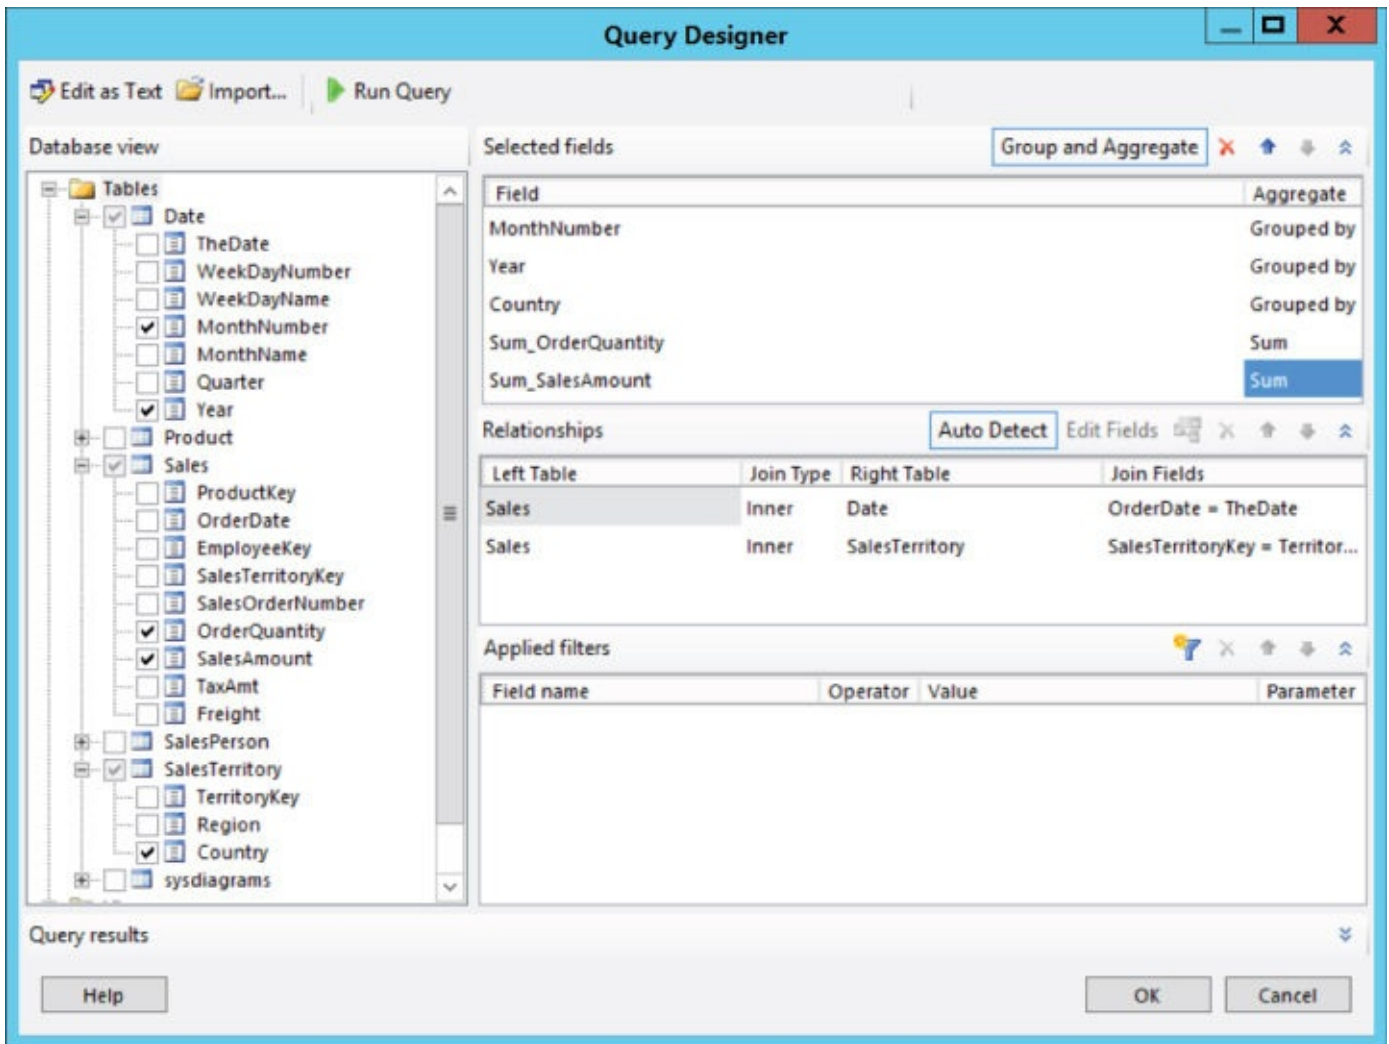 Query Designer
Edit as Text Import... Run Query
Database view
Tables
Date
TheDate
WeekDayNumber
WeekDayName
MonthNumber
MonthName
Quarter
Year
Product
Sales
ProductKey
OrderDate
EmployeeKey
SalesTerritoryKey
SalesOrderNumber
OrderQuantity
SalesAmount
TaxAmt
Freight
SalesPerson
SalesTerritory
TerritoryKey
Region
Country
sysdiagrams
Selected fields Group and Aggregate
Field Aggregate
MonthNumber Grouped by
Year Grouped by
Country Grouped by
Sum_OrderQuantity Sum
Sum_SalesAmount Sum
Relationships Auto Detect Edit Fields
Left Table Join Type Right Table Join Fields
Sales Inner Date OrderDate = TheDate
Sales Inner SalesTerritory SalesTerritoryKey = Territor...
Applied filters
Field name Operator Value Parameter
Query results
Help OK Cancel